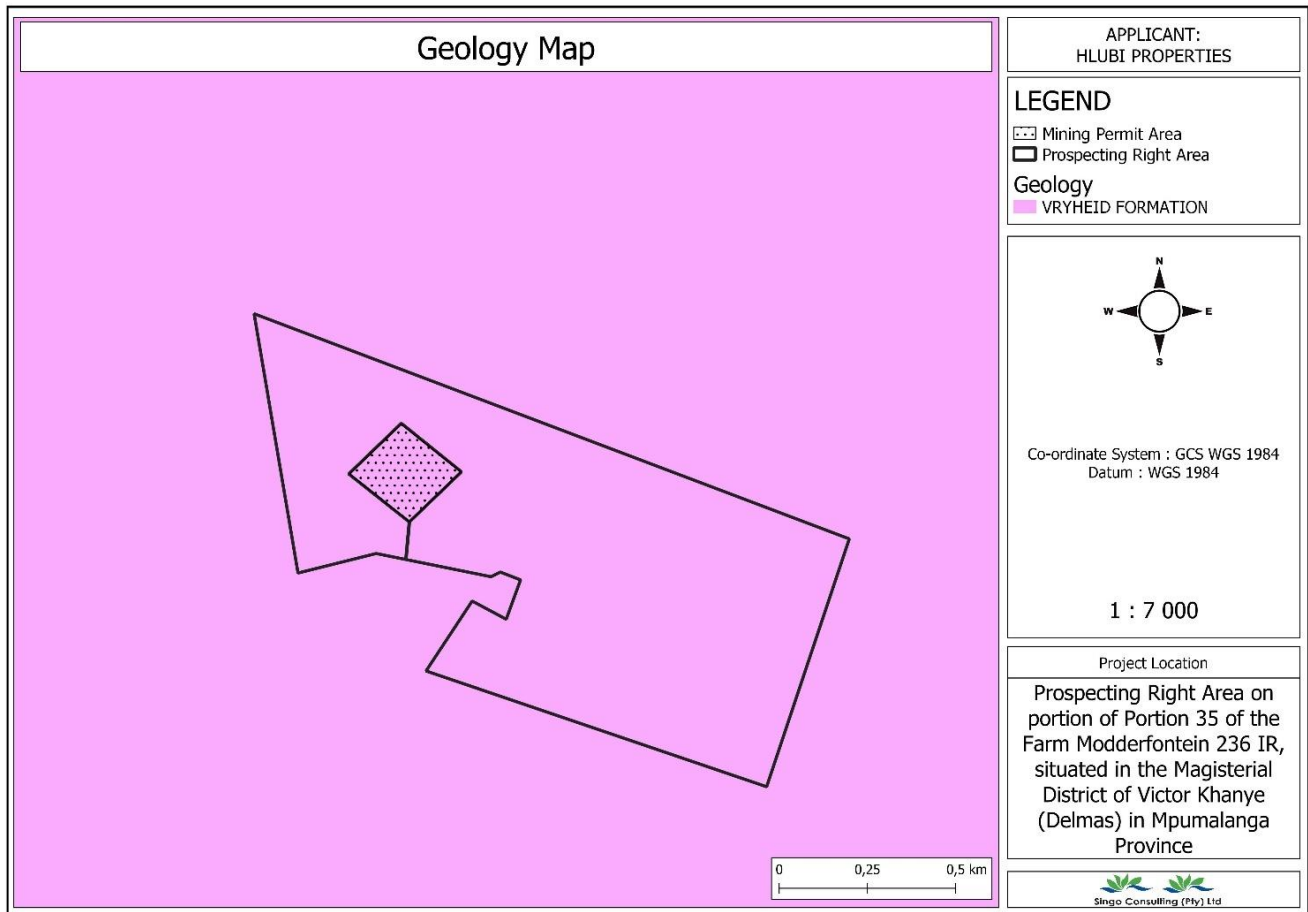 Geology Map
APPLICANT:
HLUBI PROPERTIES
LEGEND
Mining Permit Area
Prospecting Right Area
Geology
VRYHEID FORMATION
N
W E
S
Co-ordinate System : GCS WGS 1984
Datum : WGS 1984
1 : 7 000
Project Location
Prospecting Right Area on
portion of Portion 35 of the
Farm Modderfontein 236 IR,
situated in the Magisterial
District of Victor Khanye
(Delmas) in Mpumalanga
Province
0 0,25 0,5 km
Singo Consulting (Pty) Ltd